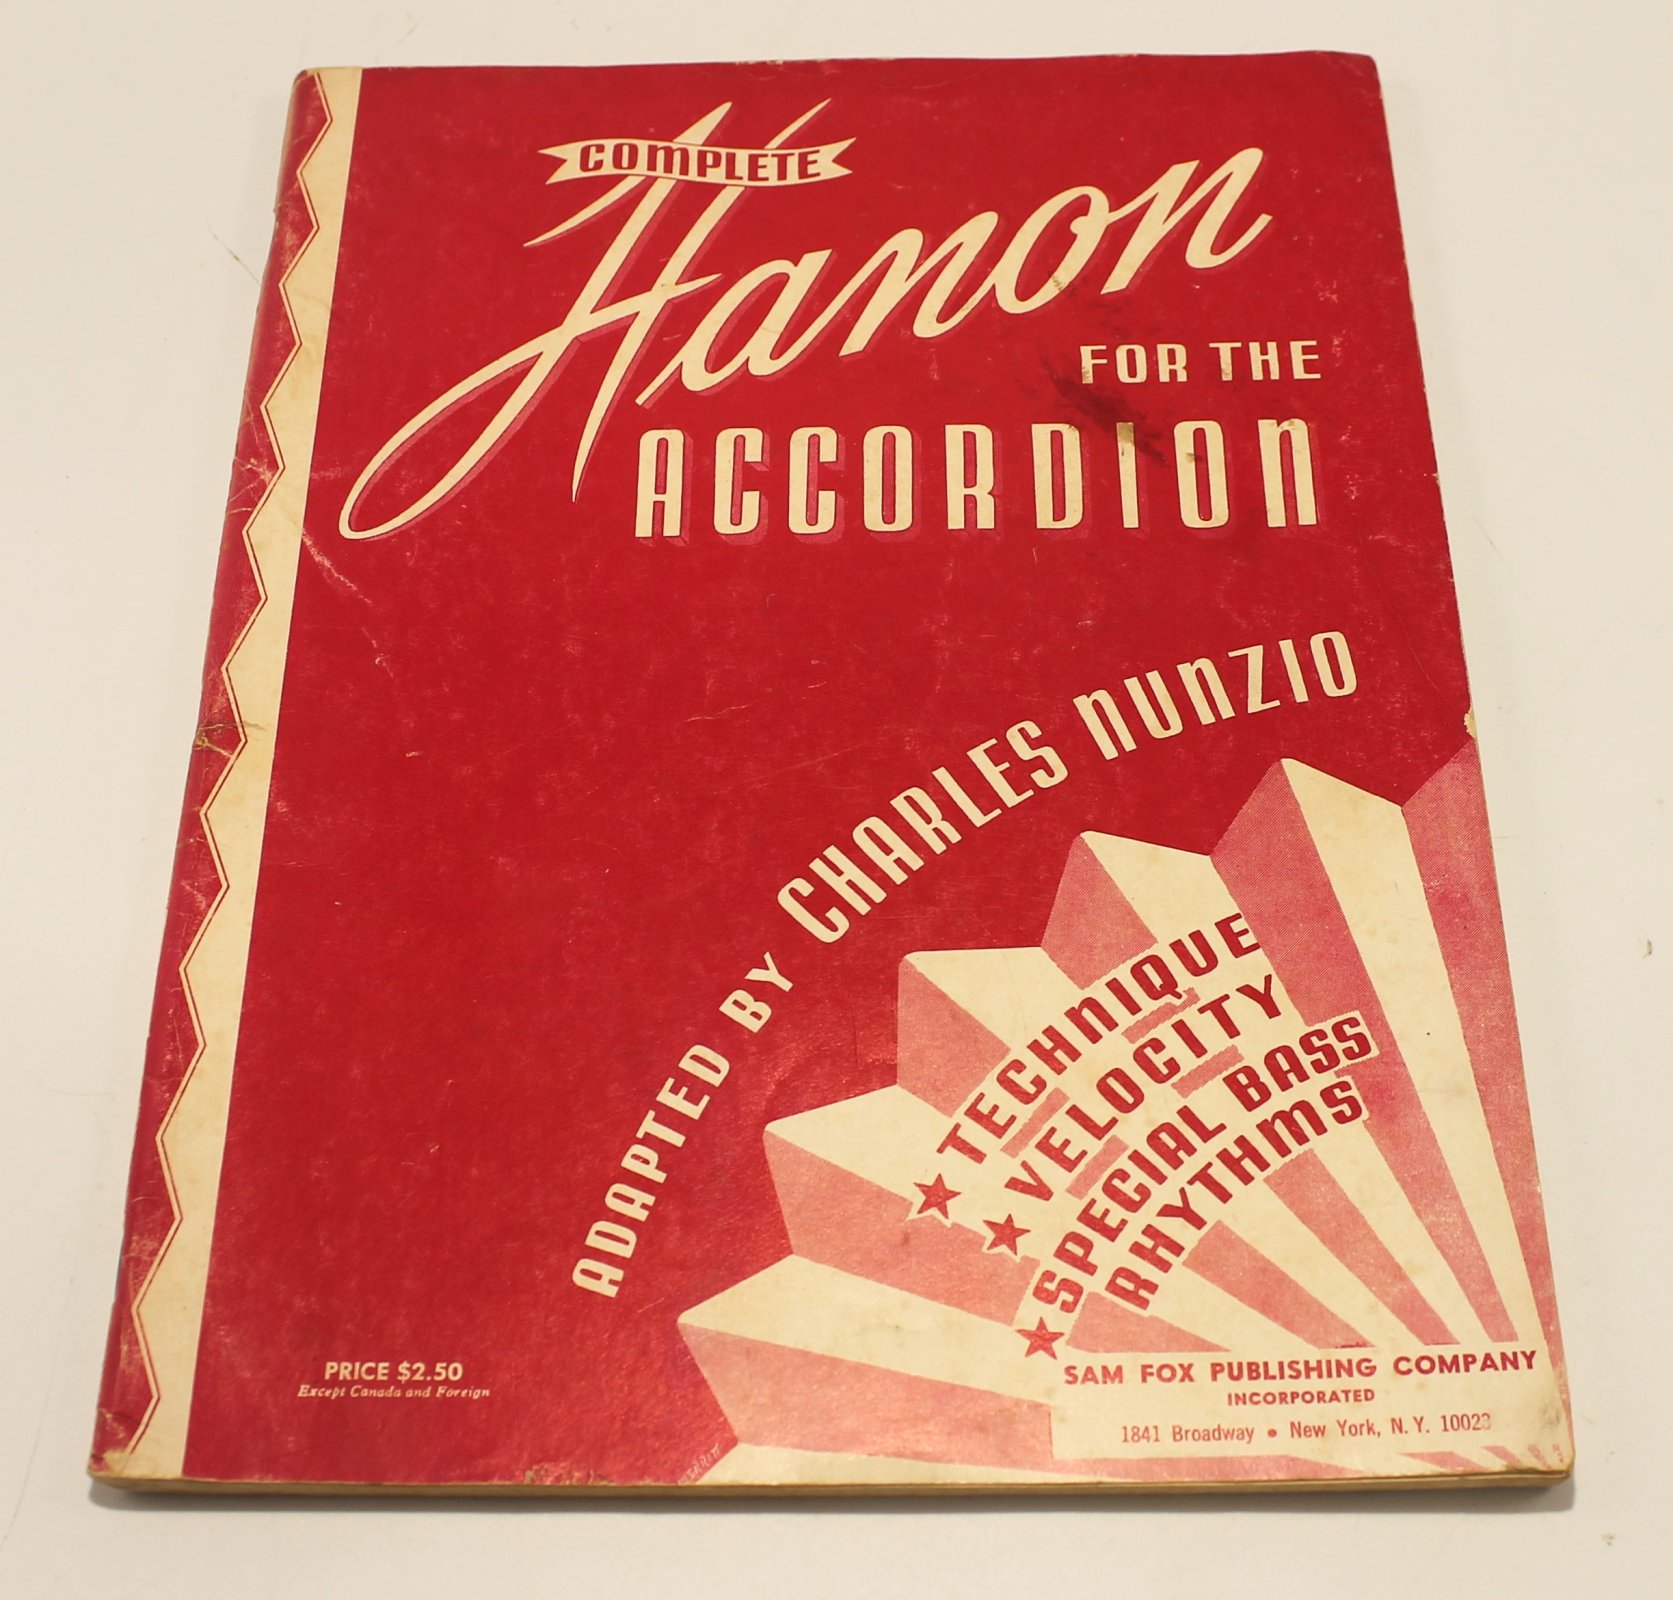 COMPLETE
Hanon
FOR THE
ACCORDION
ADAPTED BY CHARLES NUNZIO
★ TECHNIQUE
★ VELOCITY
★ SPECIAL BASS
RHYTHMS
PRICE $2.50
Except Canada and Foreign
SAM FOX PUBLISHING COMPANY
INCORPORATED
1841 Broadway • New York, N. Y. 10023